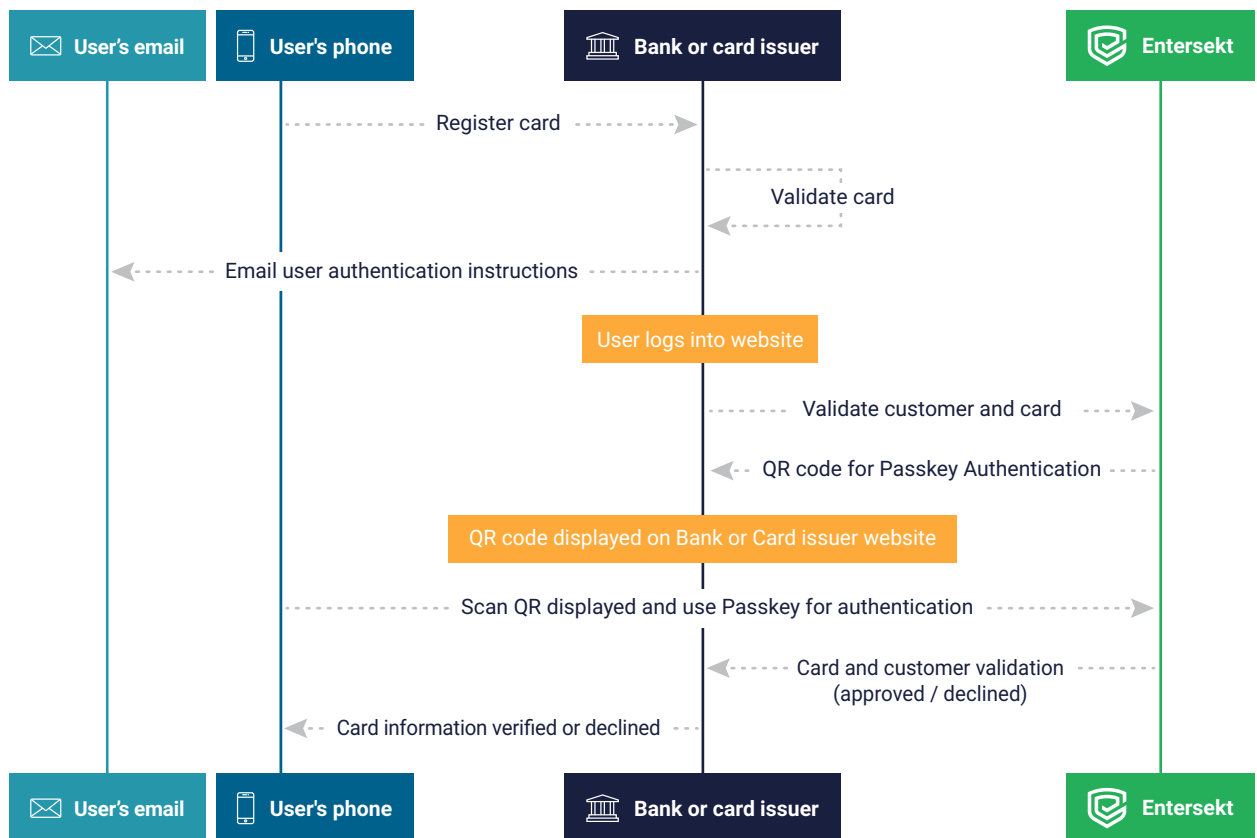 User’s email
User's phone
Bank or card issuer
Entersekt
Register card
Validate card
Email user authentication instructions
User logs into website
Validate customer and card
QR code for Passkey Authentication
QR code displayed on Bank or Card issuer website
Scan QR displayed and use Passkey for authentication
Card and customer validation
(approved / declined)
Card information verified or declined
User’s email
User's phone
Bank or card issuer
Entersekt